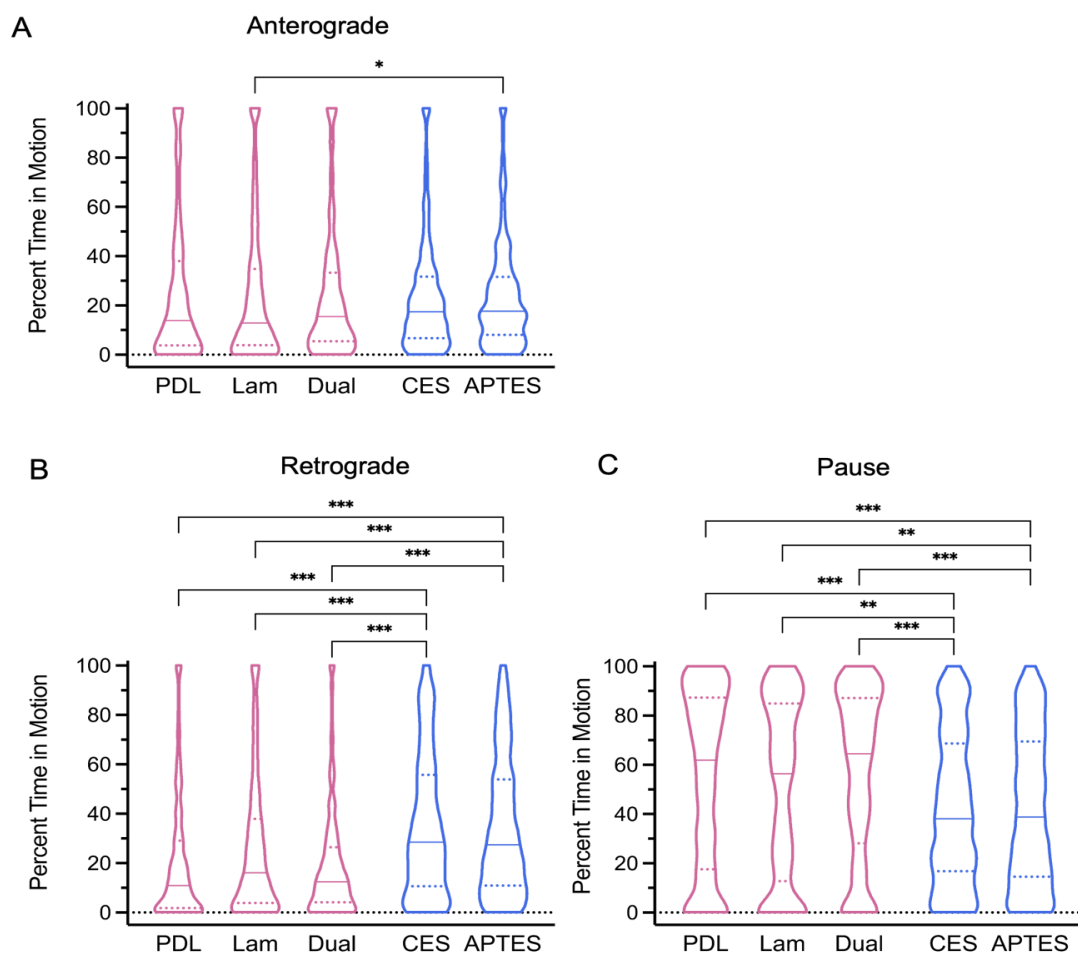 A
Anterograde
*
Percent Time in Motion
100
80
60
40
20
0
PDL Lam Dual CES APTES
B
Retrograde
***
***
***
***
***
***
Percent Time in Motion
100
80
60
40
20
0
PDL Lam Dual CES APTES
C
Pause
***
**
***
***
**
***
Percent Time in Motion
100
80
60
40
20
0
PDL Lam Dual CES APTES